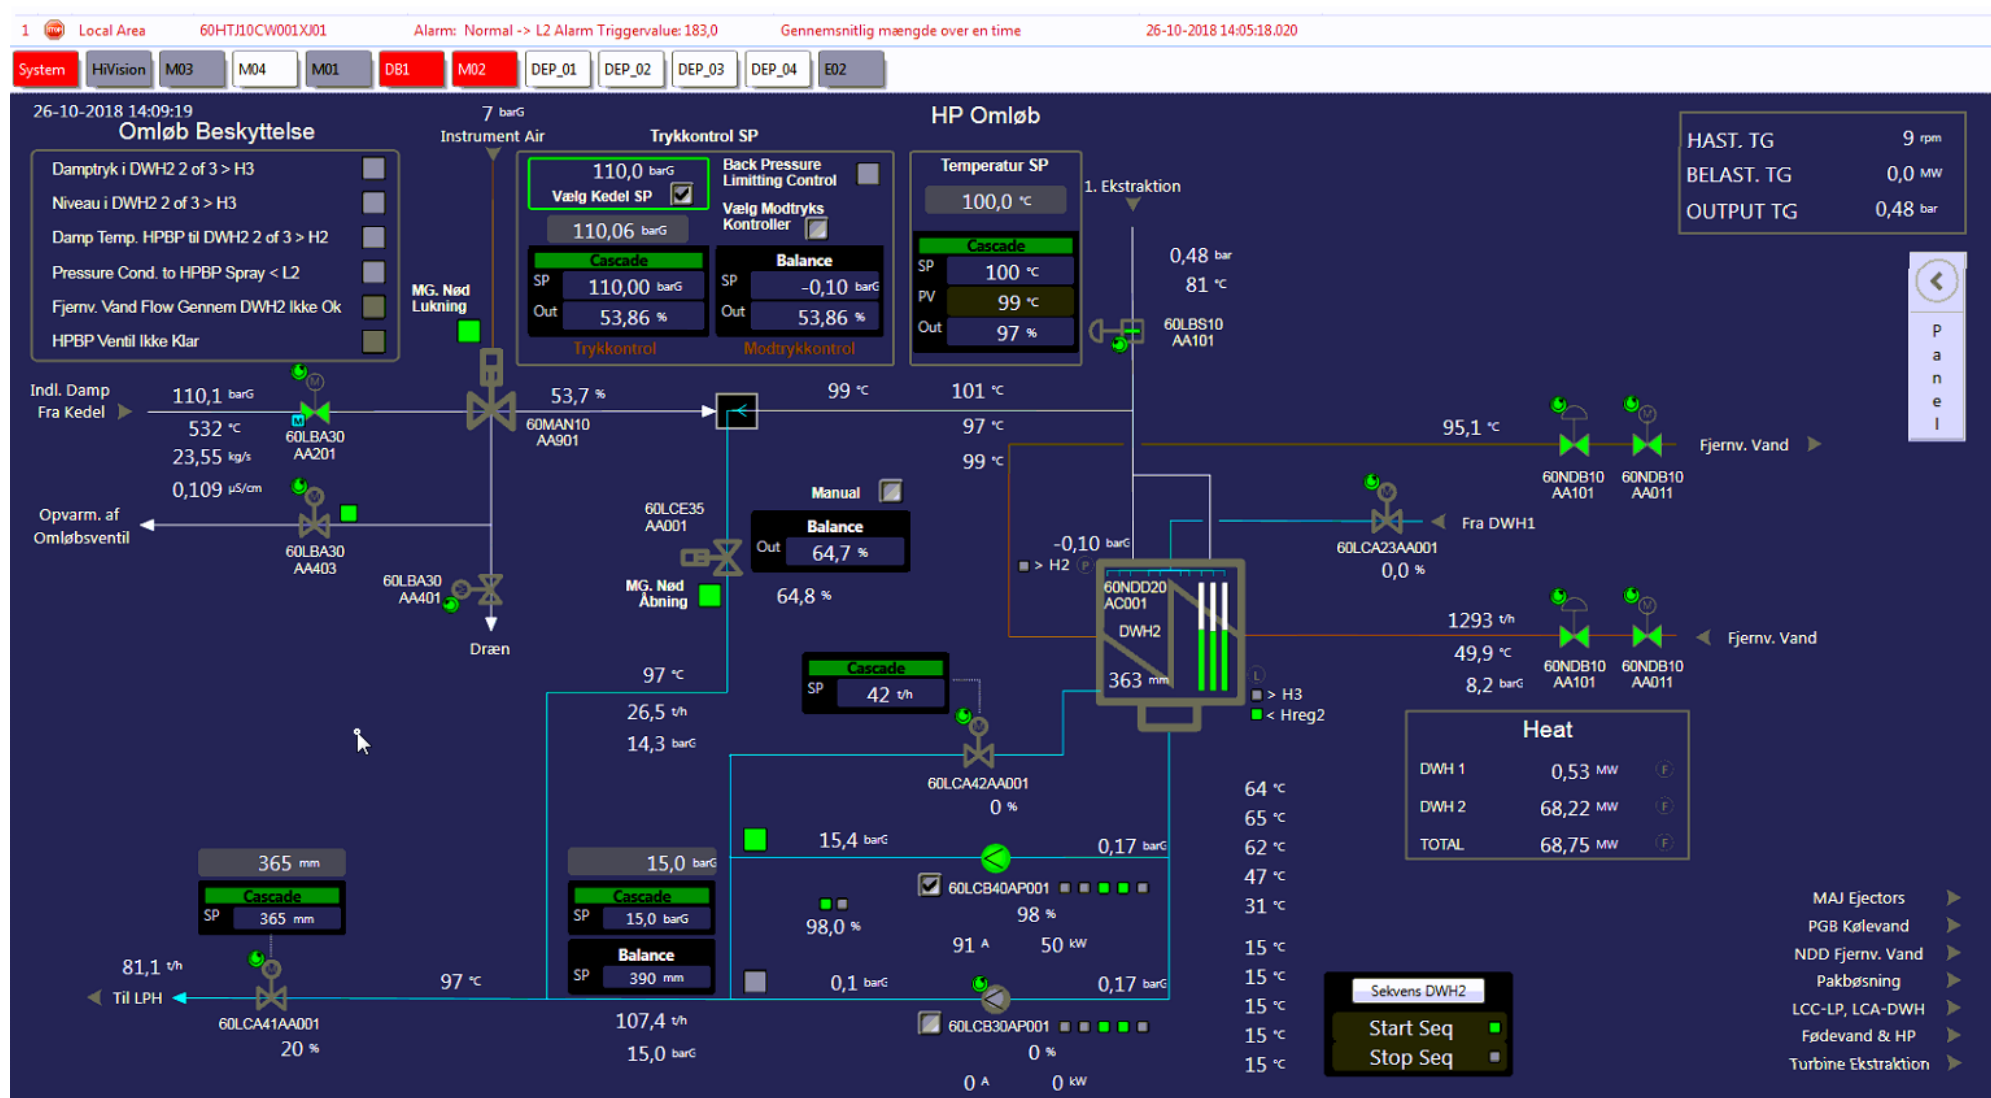 1 STOP Local Area 60HTJ10CW001XJ01 Alarm: Normal -> L2 Alarm Triggervalue: 183,0 Gennemsnitlig mængde over en time 26-10-2018 14:05:18.020
System HiVision M03 M04 M01 DB1 M02 DEP_01 DEP_02 DEP_03 DEP_04 E02
26-10-2018 14:09:19
Omløb Beskyttelse
Damptryk i DWH2 2 of 3 > H3
Niveau i DWH2 2 of 3 > H3
Damp Temp. HPBP til DWH2 2 of 3 > H2
Pressure Cond. to HPBP Spray < L2
Fjernv. Vand Flow Gennem DWH2 Ikke Ok
HPBP Ventil Ikke Klar
7 barG
Instrument Air
MG. Nød
Lukning
Trykkontrol SP
110,0 barG
Vælg Kedel SP
110,06 barG
Cascade
SP 110,00 barG
Out 53,86 %
Trykkontrol
Back Pressure
Limitting Control
Vælg Modtryks
Kontroller
Balance
SP -0,10 barG
Out 53,86 %
Modtrykkontrol
HP Omløb
Temperatur SP
100,0 °C
Cascade
SP 100 °C
PV 99 °C
Out 97 %
1. Ekstraktion
0,48 bar
81 °C
60LBS10
AA101
HAST. TG 9 rpm
BELAST. TG 0,0 MW
OUTPUT TG 0,48 bar
P
a
n
e
l
Indl. Damp
Fra Kedel
110,1 barG
532 °C
23,55 kg/s
0,109 µS/cm
M
M
60LBA30
AA201
53,7 %
60MAN10
AA901
99 °C
101 °C
97 °C
99 °C
95,1 °C
M
60NDB10
AA101
60NDB10
AA011
Fjernv. Vand
Opvarm. af
Omløbsventil
M
60LBA30
AA403
60LBA30
AA401
Dræn
60LCE35
AA001
Manual
Balance
Out 64,7 %
64,8 %
MG. Nød
Åbning
-0,10 barG
> H2 P
M
Fra DWH1
60LCA23AA001
0,0 %
60NDD20
AC001
DWH2
363 mm
L
> H3
< Hreg2
1293 t/h
49,9 °C
8,2 barG
M
60NDB10
AA101
60NDB10
AA011
Fjernv. Vand
97 °C
26,5 t/h
14,3 barG
Cascade
SP 42 t/h
M
60LCA42AA001
0 %
Heat
DWH 1 0,53 MW F
DWH 2 68,22 MW F
TOTAL 68,75 MW F
64 °C
65 °C
62 °C
47 °C
31 °C
15 °C
15 °C
15 °C
15 °C
15 °C
15,4 barG
0,17 barG
60LCB40AP001
98 %
91 A 50 kW
98,0 %
365 mm
Cascade
SP 365 mm
M
81,1 t/h
Til LPH
60LCA41AA001
20 %
97 °C
15,0 barG
Cascade
SP 15,0 barG
Balance
SP 390 mm
107,4 t/h
15,0 barG
0,1 barG
0,17 barG
60LCB30AP001
0 %
0 A 0 kW
Sekvens DWH2
Start Seq
Stop Seq
MAJ Ejectors
PGB Kølevand
NDD Fjernv. Vand
Pakbøsning
LCC-LP, LCA-DWH
Fødevand & HP
Turbine Ekstraktion